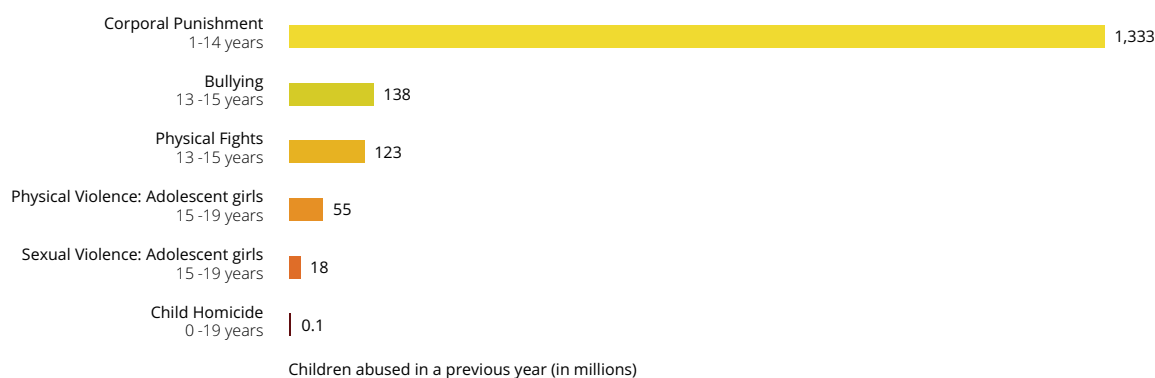 Corporal Punishment
1-14 years
1,333
Bullying
13 -15 years
138
Physical Fights
13 -15 years
123
Physical Violence: Adolescent girls
15 -19 years
55
Sexual Violence: Adolescent girls
15 -19 years
18
Child Homicide
0 -19 years
0.1
Children abused in a previous year (in millions)